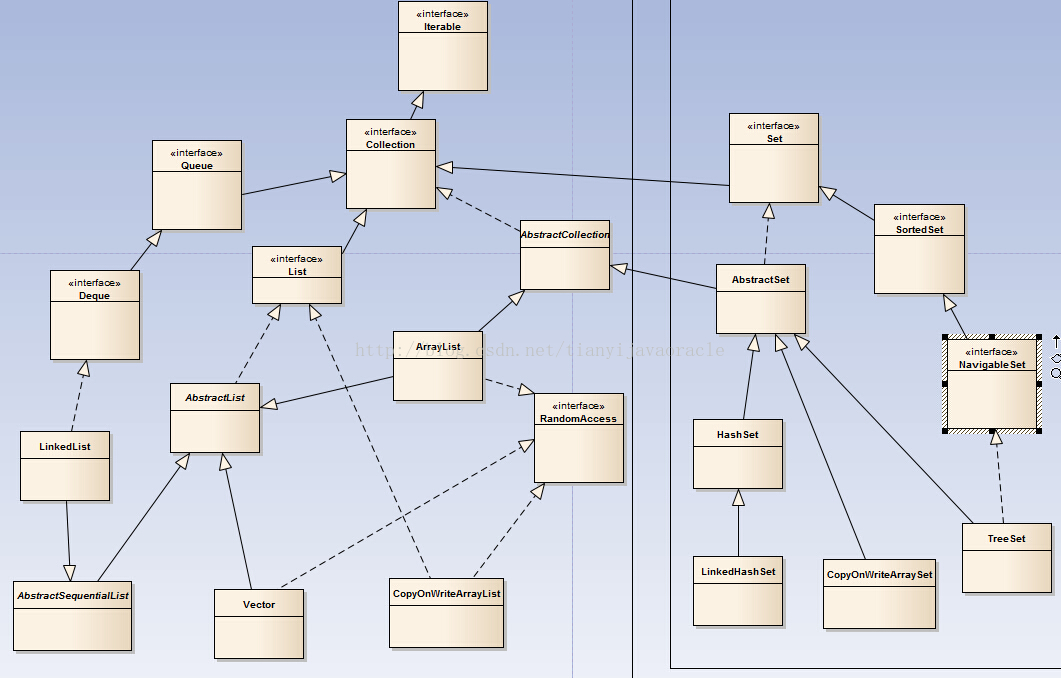 «interface»
Iterable
«interface»
Collection
«interface»
Set
«interface»
Queue
«interface»
SortedSet
AbstractCollection
«interface»
List
«interface»
Deque
AbstractSet
ArrayList
http://blog.csdn.net/tianyijavaoracle
«interface»
NavigableSet
AbstractList
«interface»
RandomAccess
LinkedList
HashSet
TreeSet
AbstractSequentialList
Vector
CopyOnWriteArrayList
LinkedHashSet
CopyOnWriteArraySet